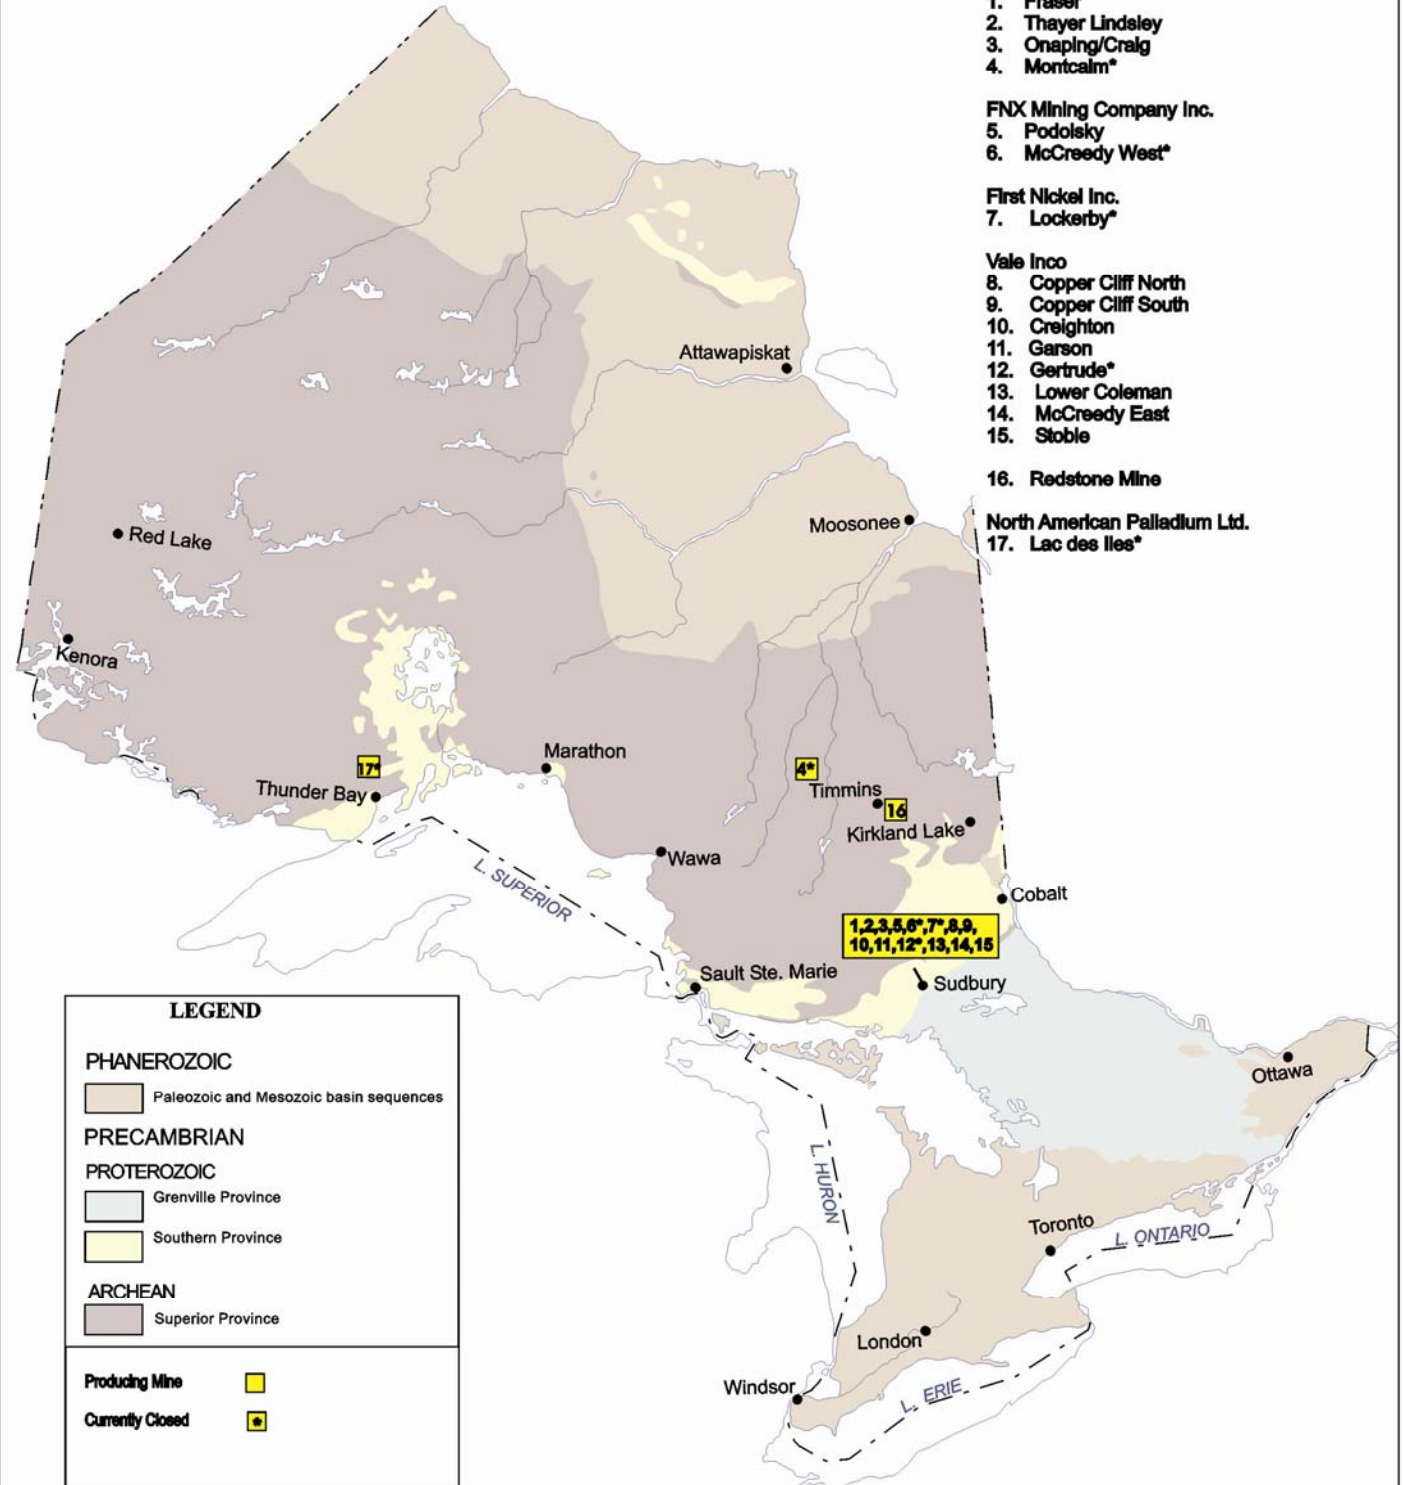 1. Fraser
2. Thayer Lindsley
3. Onaping/Craig
4. Montcalm*
FNX Mining Company Inc.
5. Podolsky
6. McCreedy West*
First Nickel Inc.
7. Lockerby*
Vale Inco
8. Copper Cliff North
9. Copper Cliff South
10. Creighton
11. Garson
12. Gertrude*
13. Lower Coleman
14. McCreedy East
15. Stobie
16. Redstone Mine
North American Palladium Ltd.
17. Lac des Iles*
Attawapiskat
Moosonee
Red Lake
Kenora
Marathon
17*
Thunder Bay
4*
Timmins
16
Kirkland Lake
Wawa
L. SUPERIOR
Cobalt
1,2,3,5,6*,7*,8,9,
10,11,12*,13,14,15
Sault Ste. Marie
Sudbury
Ottawa
L. HURON
Toronto
L. ONTARIO
London
Windsor
L. ERIE
LEGEND
PHANEROZOIC
Paleozoic and Mesozoic basin sequences
PRECAMBRIAN
PROTEROZOIC
Grenville Province
Southern Province
ARCHEAN
Superior Province
Producing Mine
Currently Closed
*